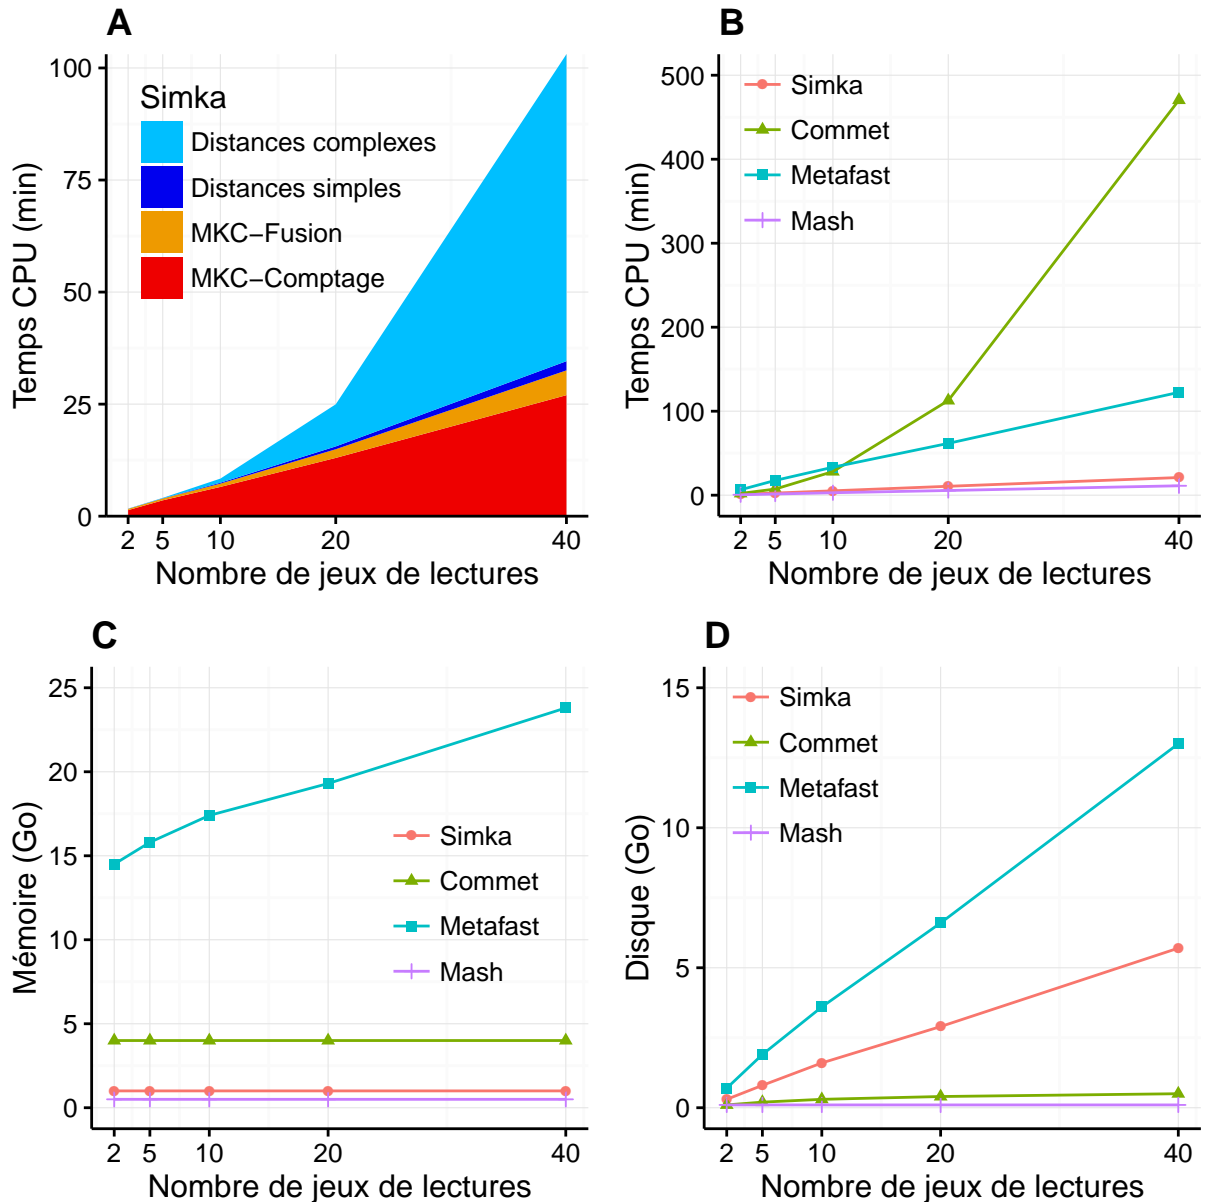 A
Temps CPU (min)
100
75
50
25
0
Simka
Distances complexes
Distances simples
MKC−Fusion
MKC−Comptage
2 5 10 20 40
Nombre de jeux de lectures
B
Temps CPU (min)
500
400
300
200
100
0
Simka
Commet
Metafast
Mash
2 5 10 20 40
Nombre de jeux de lectures
C
Mémoire (Go)
25
20
15
10
5
0
Simka
Commet
Metafast
Mash
2 5 10 20 40
Nombre de jeux de lectures
D
Disque (Go)
15
10
5
0
Simka
Commet
Metafast
Mash
2 5 10 20 40
Nombre de jeux de lectures